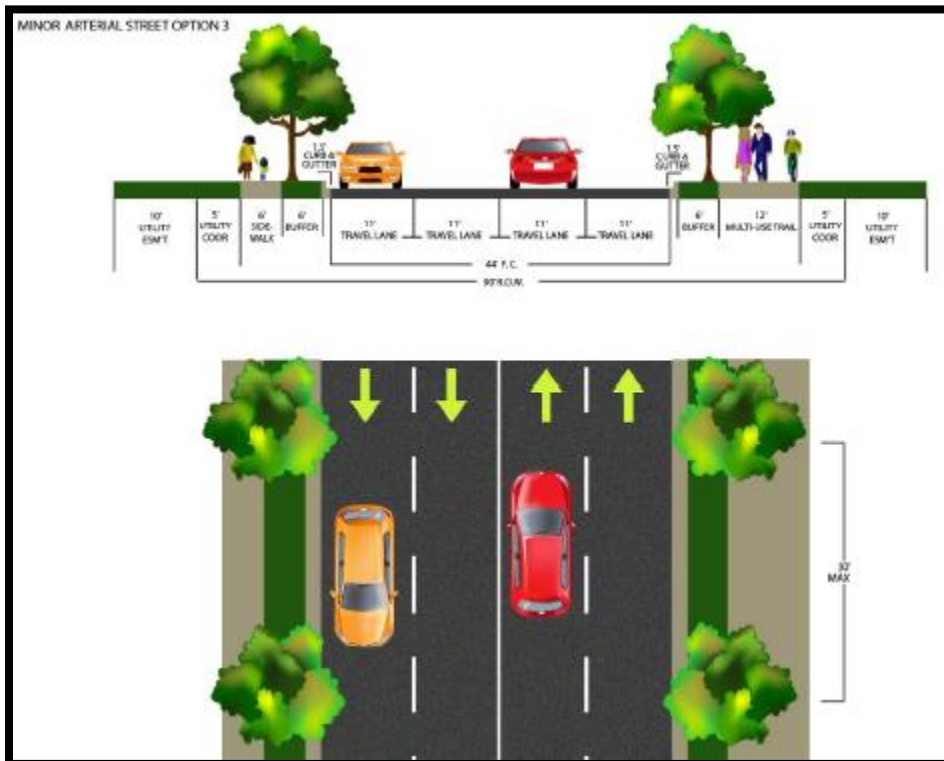 MINOR ARTERIAL STREET OPTION 3
1.5'
CURB &
GUTTER
1.5'
CURB &
GUTTER
10'
UTILITY
ESM'T
5'
UTILITY
COOR
6'
SIDE-
WALK
6'
BUFFER
11'
TRAVEL LANE
11'
TRAVEL LANE
11'
TRAVEL LANE
11'
TRAVEL LANE
6'
BUFFER
12'
MULTI-USE TRAIL
5'
UTILITY
COOR
10'
UTILITY
ESM'T
44' F. C.
90' R.O.W.
30'
MAX